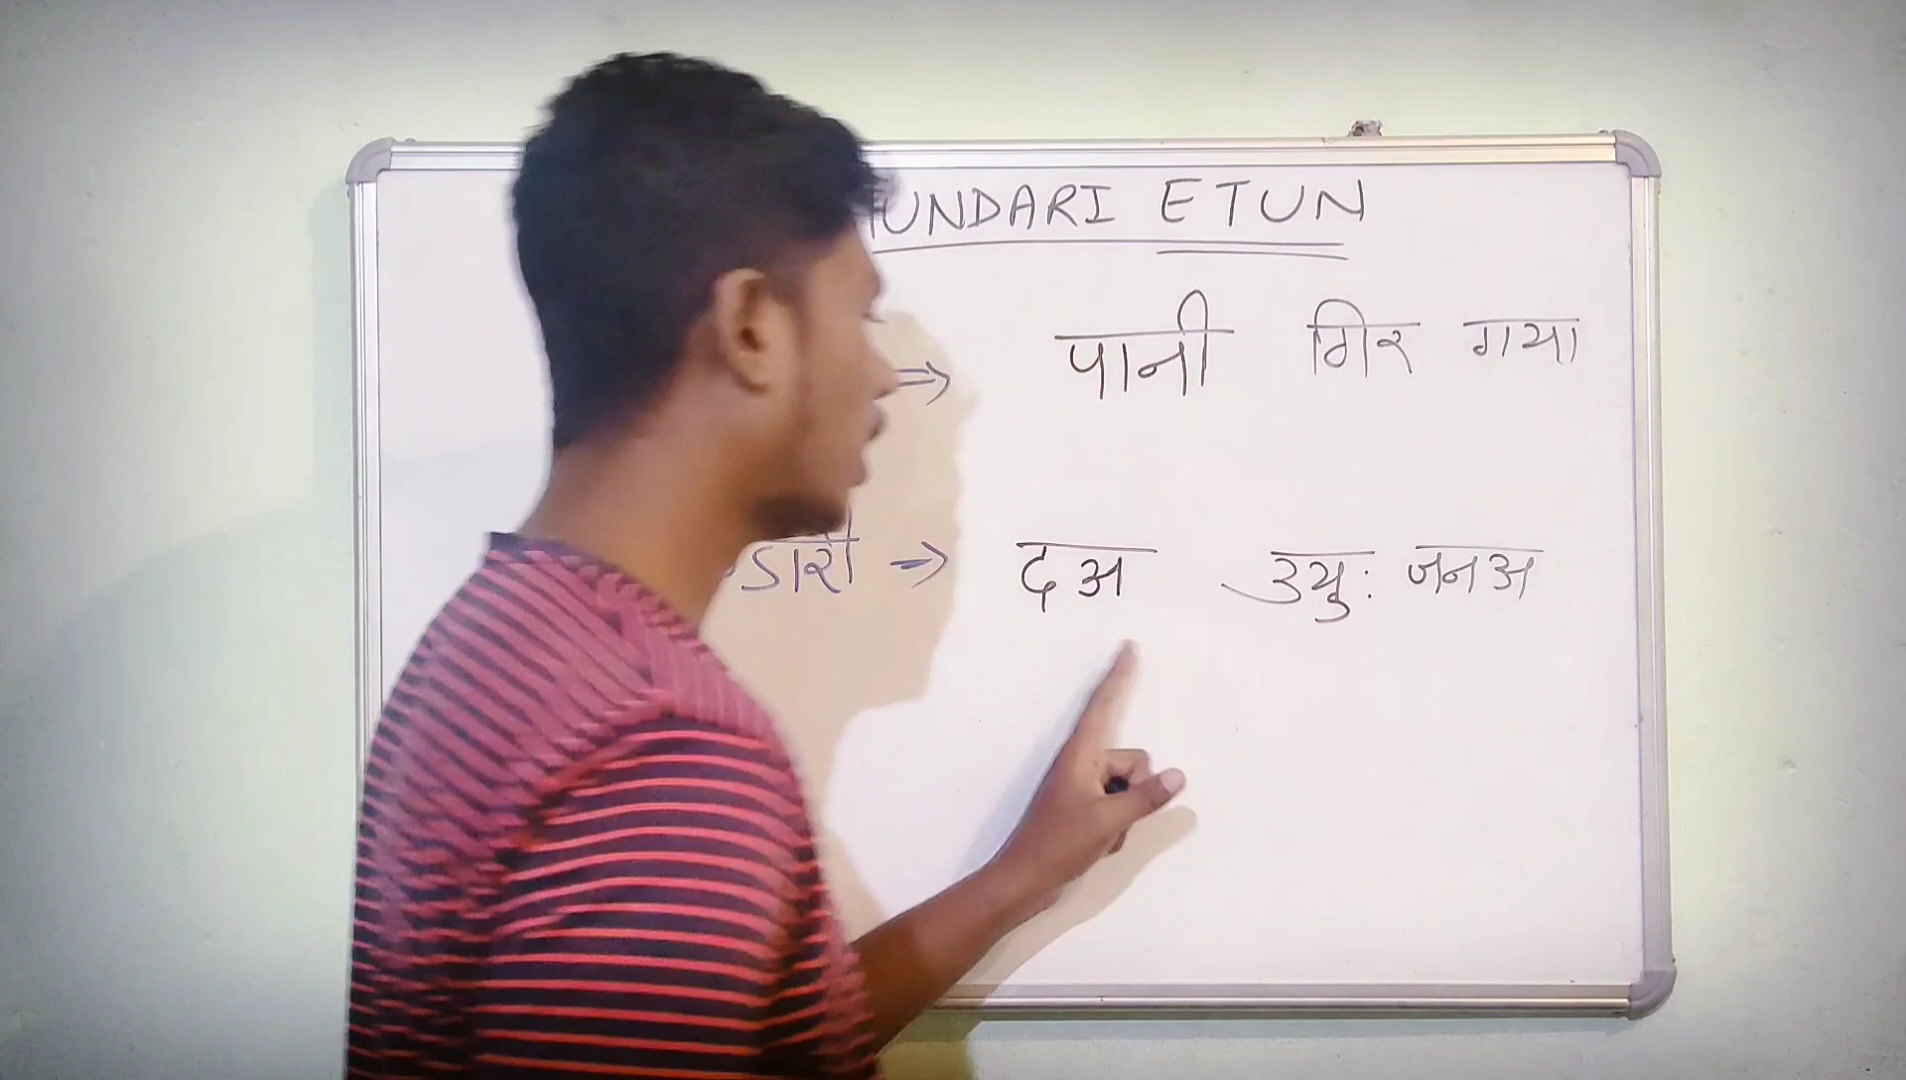 UNDARI ETUN
⇒ पानी गिर गया
डारी → दअ उयुः जनअ